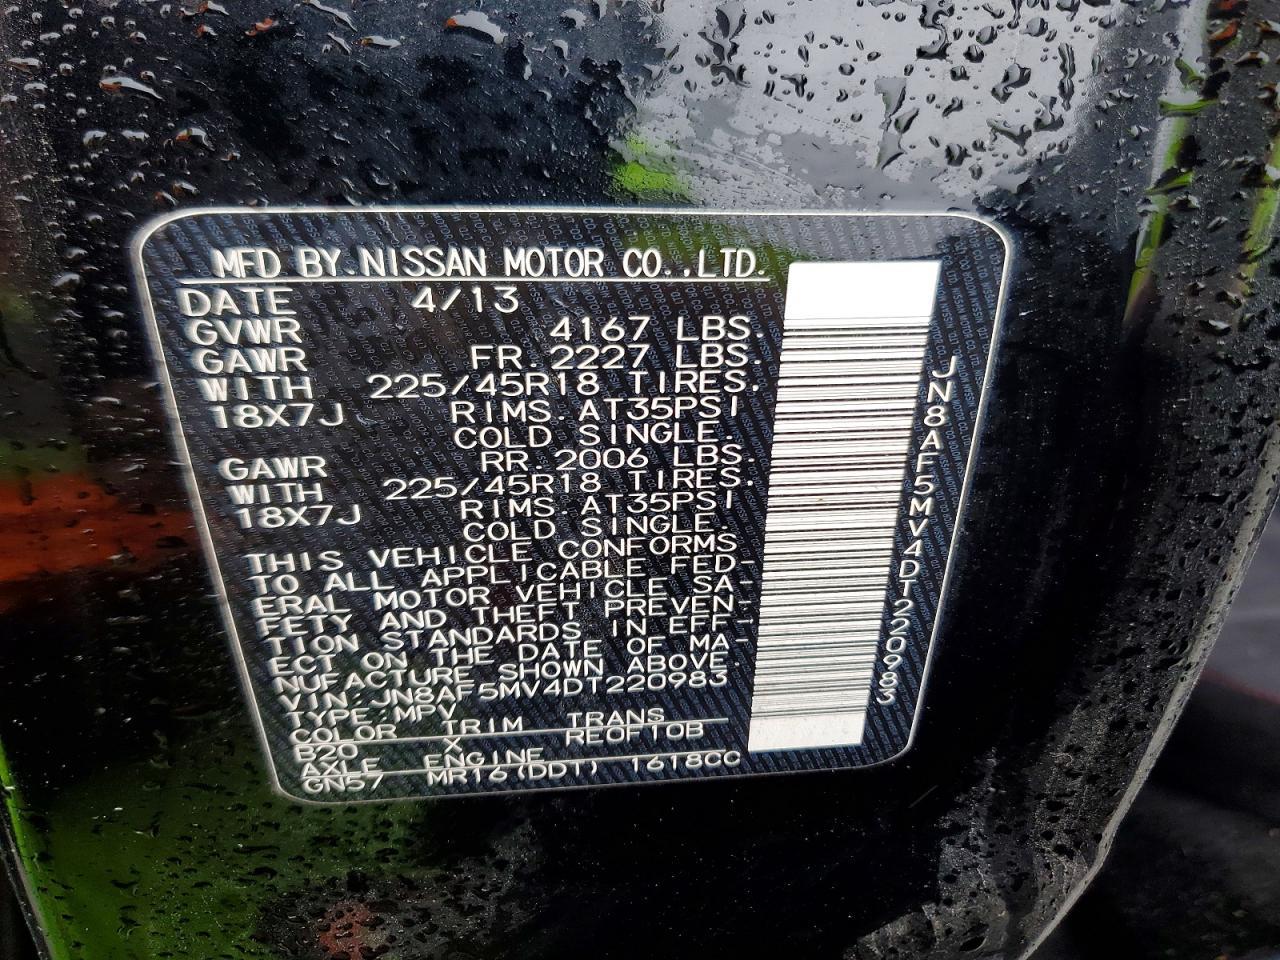 MFD BY NISSAN MOTOR CO.,LTD.
DATE 4/13
GVWR 4167 LBS
GAWR FR. 2227 LBS.
WITH 225/45R18 TIRES.
18X7J RIMS. AT35PSI
COLD SINGLE.
GAWR RR. 2006 LBS.
WITH 225/45R18 TIRES.
18X7J RIMS. AT35PSI
COLD SINGLE.
THIS VEHICLE CONFORMS
TO ALL APPLICABLE FED-
ERAL MOTOR VEHICLE SA-
FETY AND THEFT PREVEN-
TION STANDARDS IN EFF-
ECT ON THE DATE OF MA-
NUFACTURE SHOWN ABOVE.
VIN:JN8AF5MV4DT220983
TYPE:MPV
COLOR TRIM TRANS
B20 X RE0F10B
AXLE ENGINE
GN57 MR16(DDT) 1618CC
JN8AF5MV4DT220983